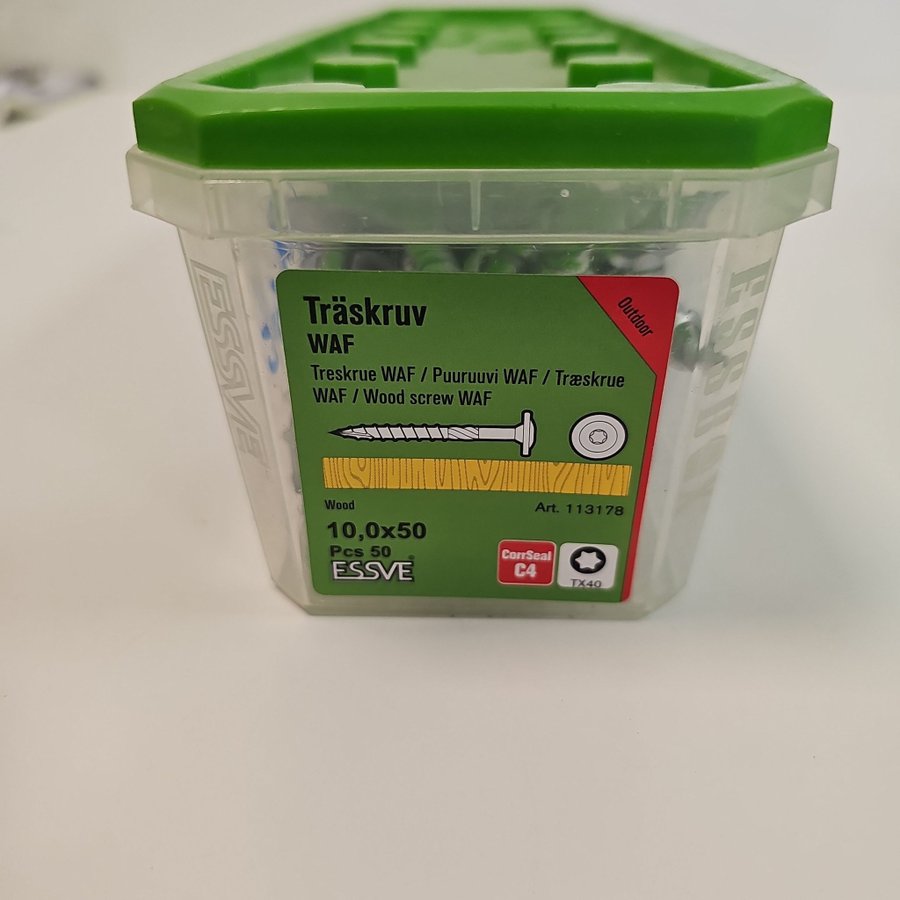 Träskruv
WAF
Outdoor
Treskrue WAF / Puuruuvi WAF / Træskrue
WAF / Wood screw WAF
Wood
Art. 113178
10,0x50
Pcs 50
ESSVE®
CorrSeal
C4
TX40
ESSVE
ESSVE